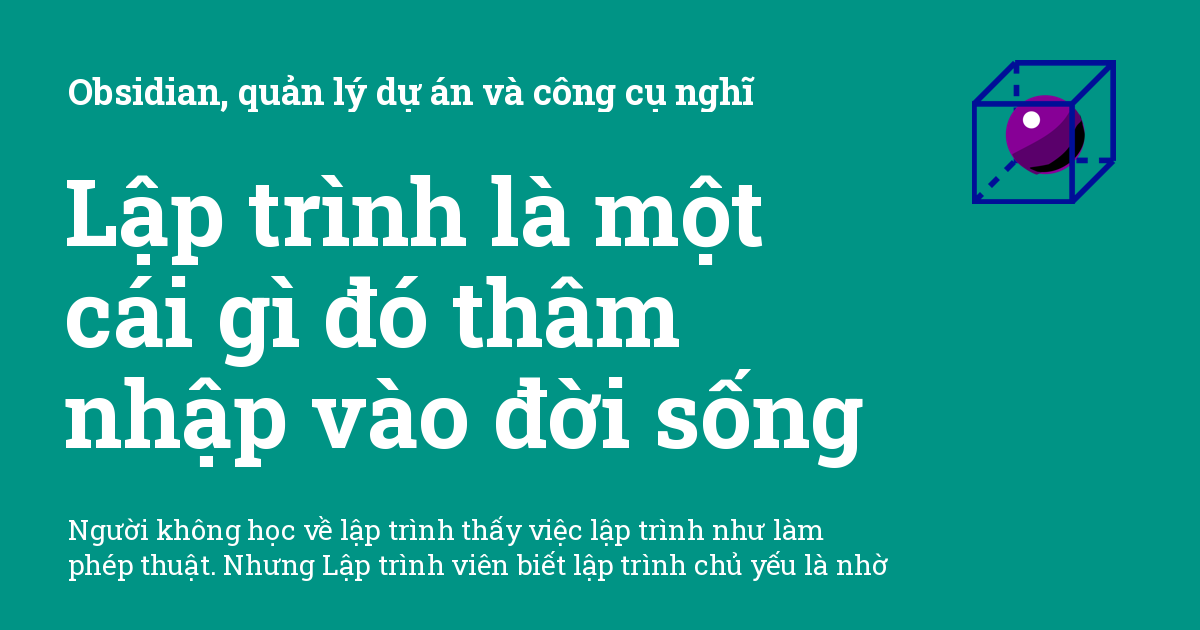 Obsidian, quản lý dự án và công cụ nghĩ
Lập trình là một
cái gì đó thâm
nhập vào đời sống
Người không học về lập trình thấy việc lập trình như làm
phép thuật. Nhưng Lập trình viên biết lập trình chủ yếu là nhờ